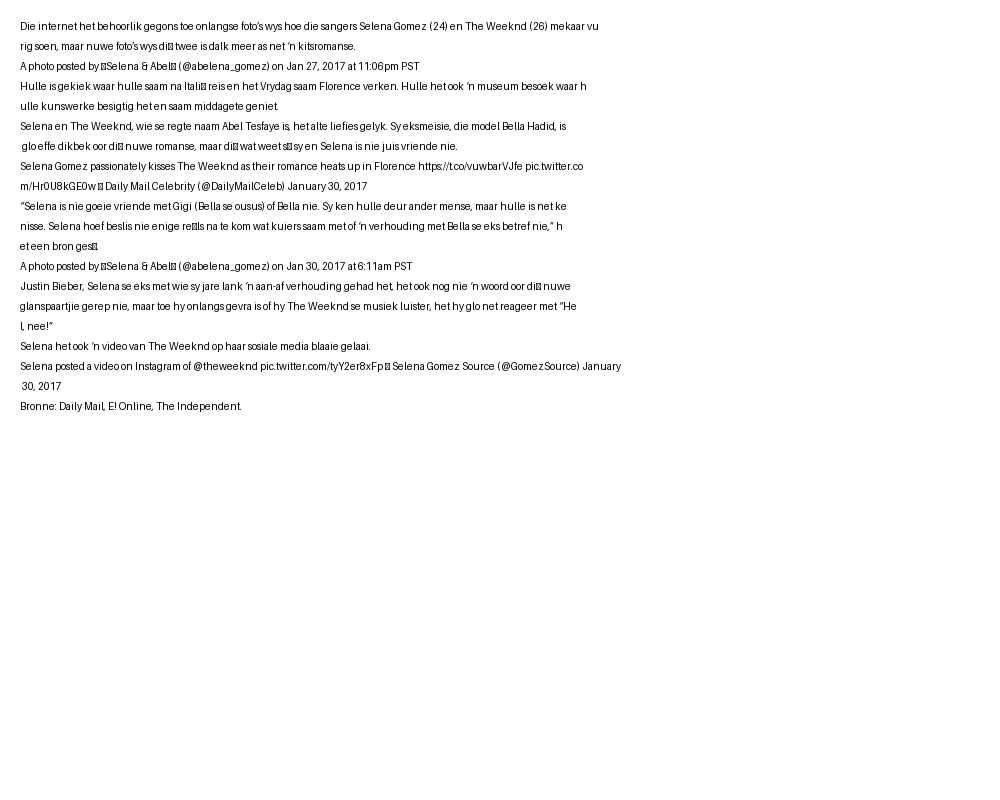 Die internet het behoorlik gegons toe onlangse foto’s wys hoe die sangers Selena Gomez (24) en The Weeknd (26) mekaar vu
rig soen, maar nuwe foto’s wys di▯ twee is dalk meer as net ‘n kitsromanse.
A photo posted by ▯Selena & Abel▯ (@abelena_gomez) on Jan 27, 2017 at 11:06pm PST
Hulle is gekiek waar hulle saam na Itali▯ reis en het Vrydag saam Florence verken. Hulle het ook ‘n museum besoek waar h
ulle kunswerke besigtig het en saam middagete geniet.
Selena en The Weeknd, wie se regte naam Abel Tesfaye is, het alte liefies gelyk. Sy eksmeisie, die model Bella Hadid, is
 glo effe dikbek oor di▯ nuwe romanse, maar di▯ wat weet s▯ sy en Selena is nie juis vriende nie.
Selena Gomez passionately kisses The Weeknd as their romance heats up in Florence https://t.co/vuwbarVJfe pic.twitter.co
m/Hr0U8kGE0w ▯ Daily Mail Celebrity (@DailyMailCeleb) January 30, 2017
“Selena is nie goeie vriende met Gigi (Bella se ousus) of Bella nie. Sy ken hulle deur ander mense, maar hulle is net ke
nisse. Selena hoef beslis nie enige re▯ls na te kom wat kuiers saam met of ‘n verhouding met Bella se eks betref nie,” h
et een bron ges▯.
A photo posted by ▯Selena & Abel▯ (@abelena_gomez) on Jan 30, 2017 at 6:11am PST
Justin Bieber, Selena se eks met wie sy jare lank ‘n aan-af verhouding gehad het, het ook nog nie ‘n woord oor di▯ nuwe
glanspaartjie gerep nie, maar toe hy onlangs gevra is of hy The Weeknd se musiek luister, het hy glo net reageer met “He
l, nee!”
Selena het ook ‘n video van The Weeknd op haar sosiale media blaaie gelaai.
Selena posted a video on Instagram of @theweeknd pic.twitter.com/tyY2er8xFp ▯ Selena Gomez Source (@GomezSource) January
 30, 2017
Bronne: Daily Mail, E! Online, The Independent.